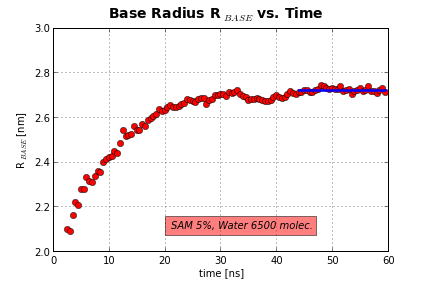 Base Radius R BASE vs. Time
3.0
2.8
2.6
2.4
2.2
2.0
R BASE [nm]
SAM 5%, Water 6500 molec.
0 10 20 30 40 50 60
time [ns]